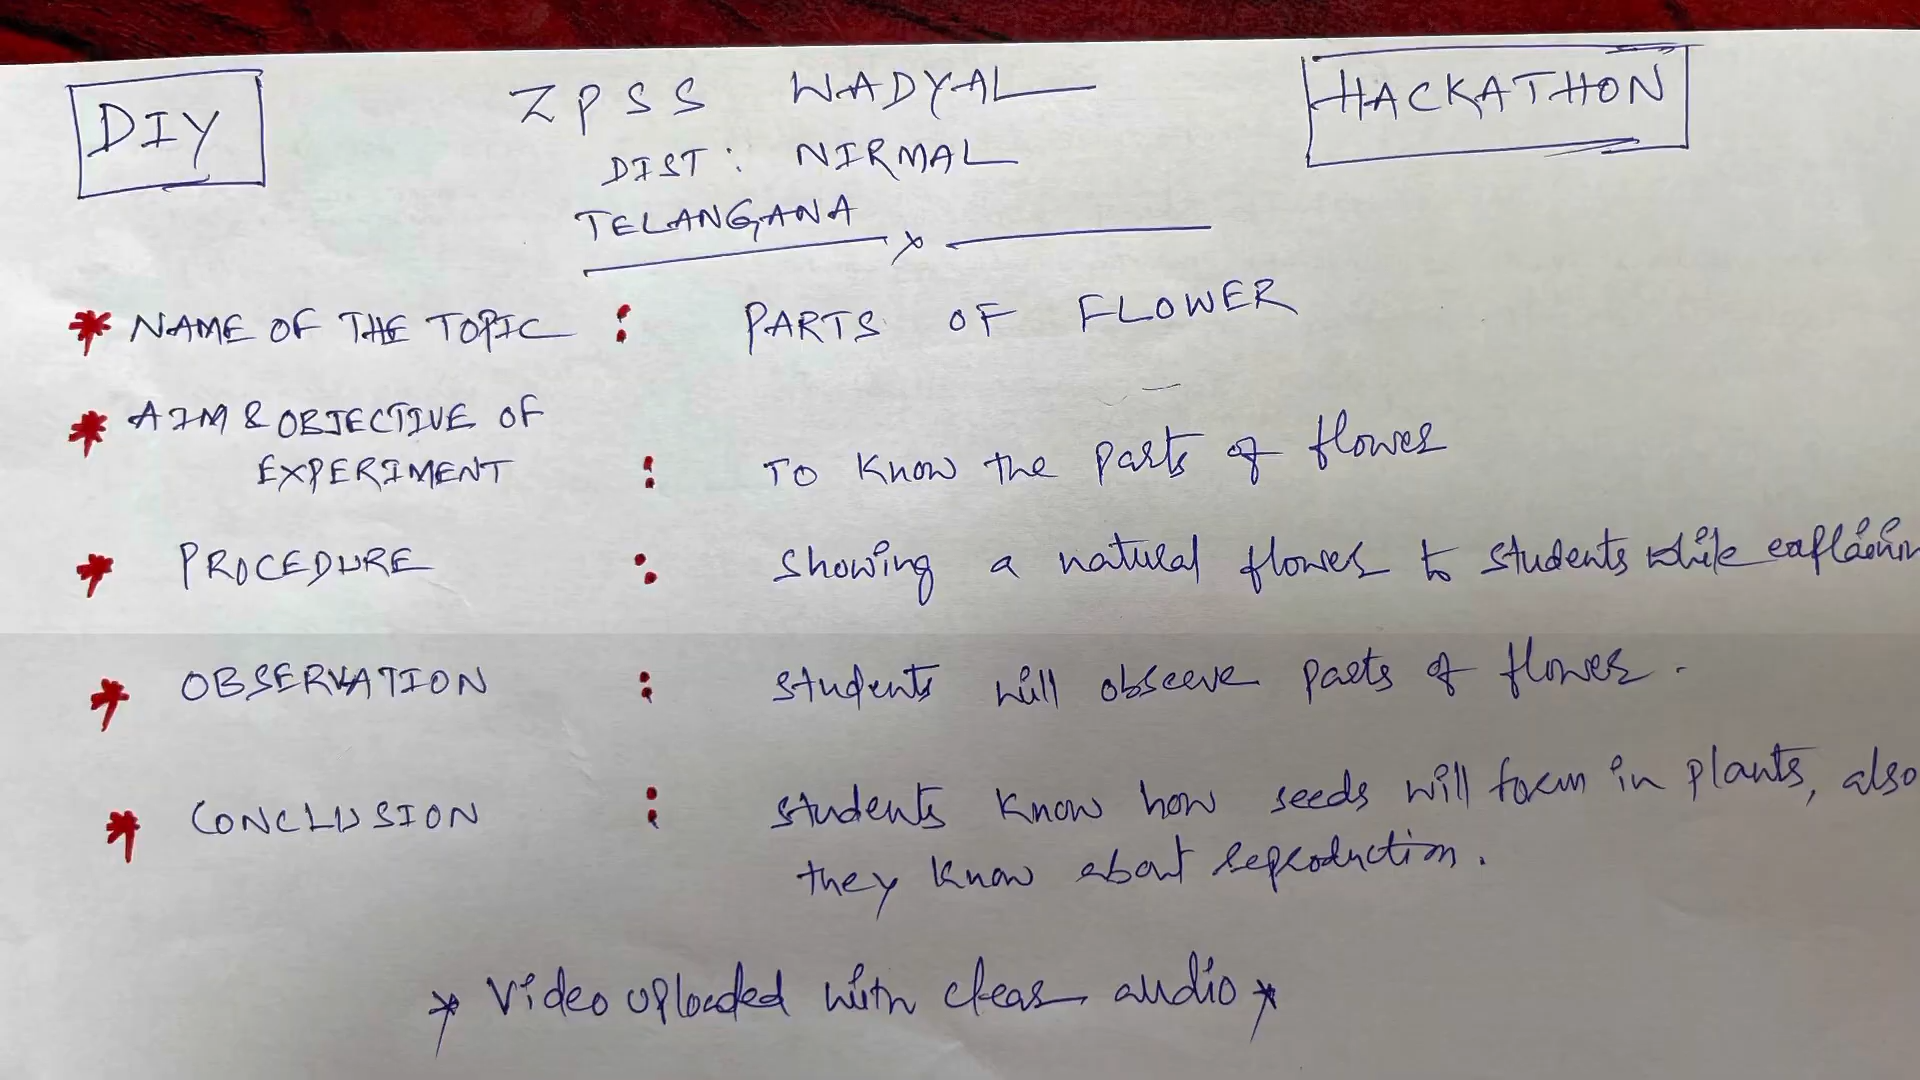 DIY
ZPSS WADYAL
HACKATHON
DIST: NIRMAL
TELANGANA
* NAME OF THE TOPIC : PARTS OF FLOWER
* AIM & OBJECTIVE OF
EXPERIMENT : TO Know the parts of flower
* PROCEDURE : Showing a natural flower to students while explainin
* OBSERVATION : students will observe parts of flower.
* CONCLUSION : students know how seeds will form in plants, also
they know about reproduction.
* Video uploaded with clear audio *